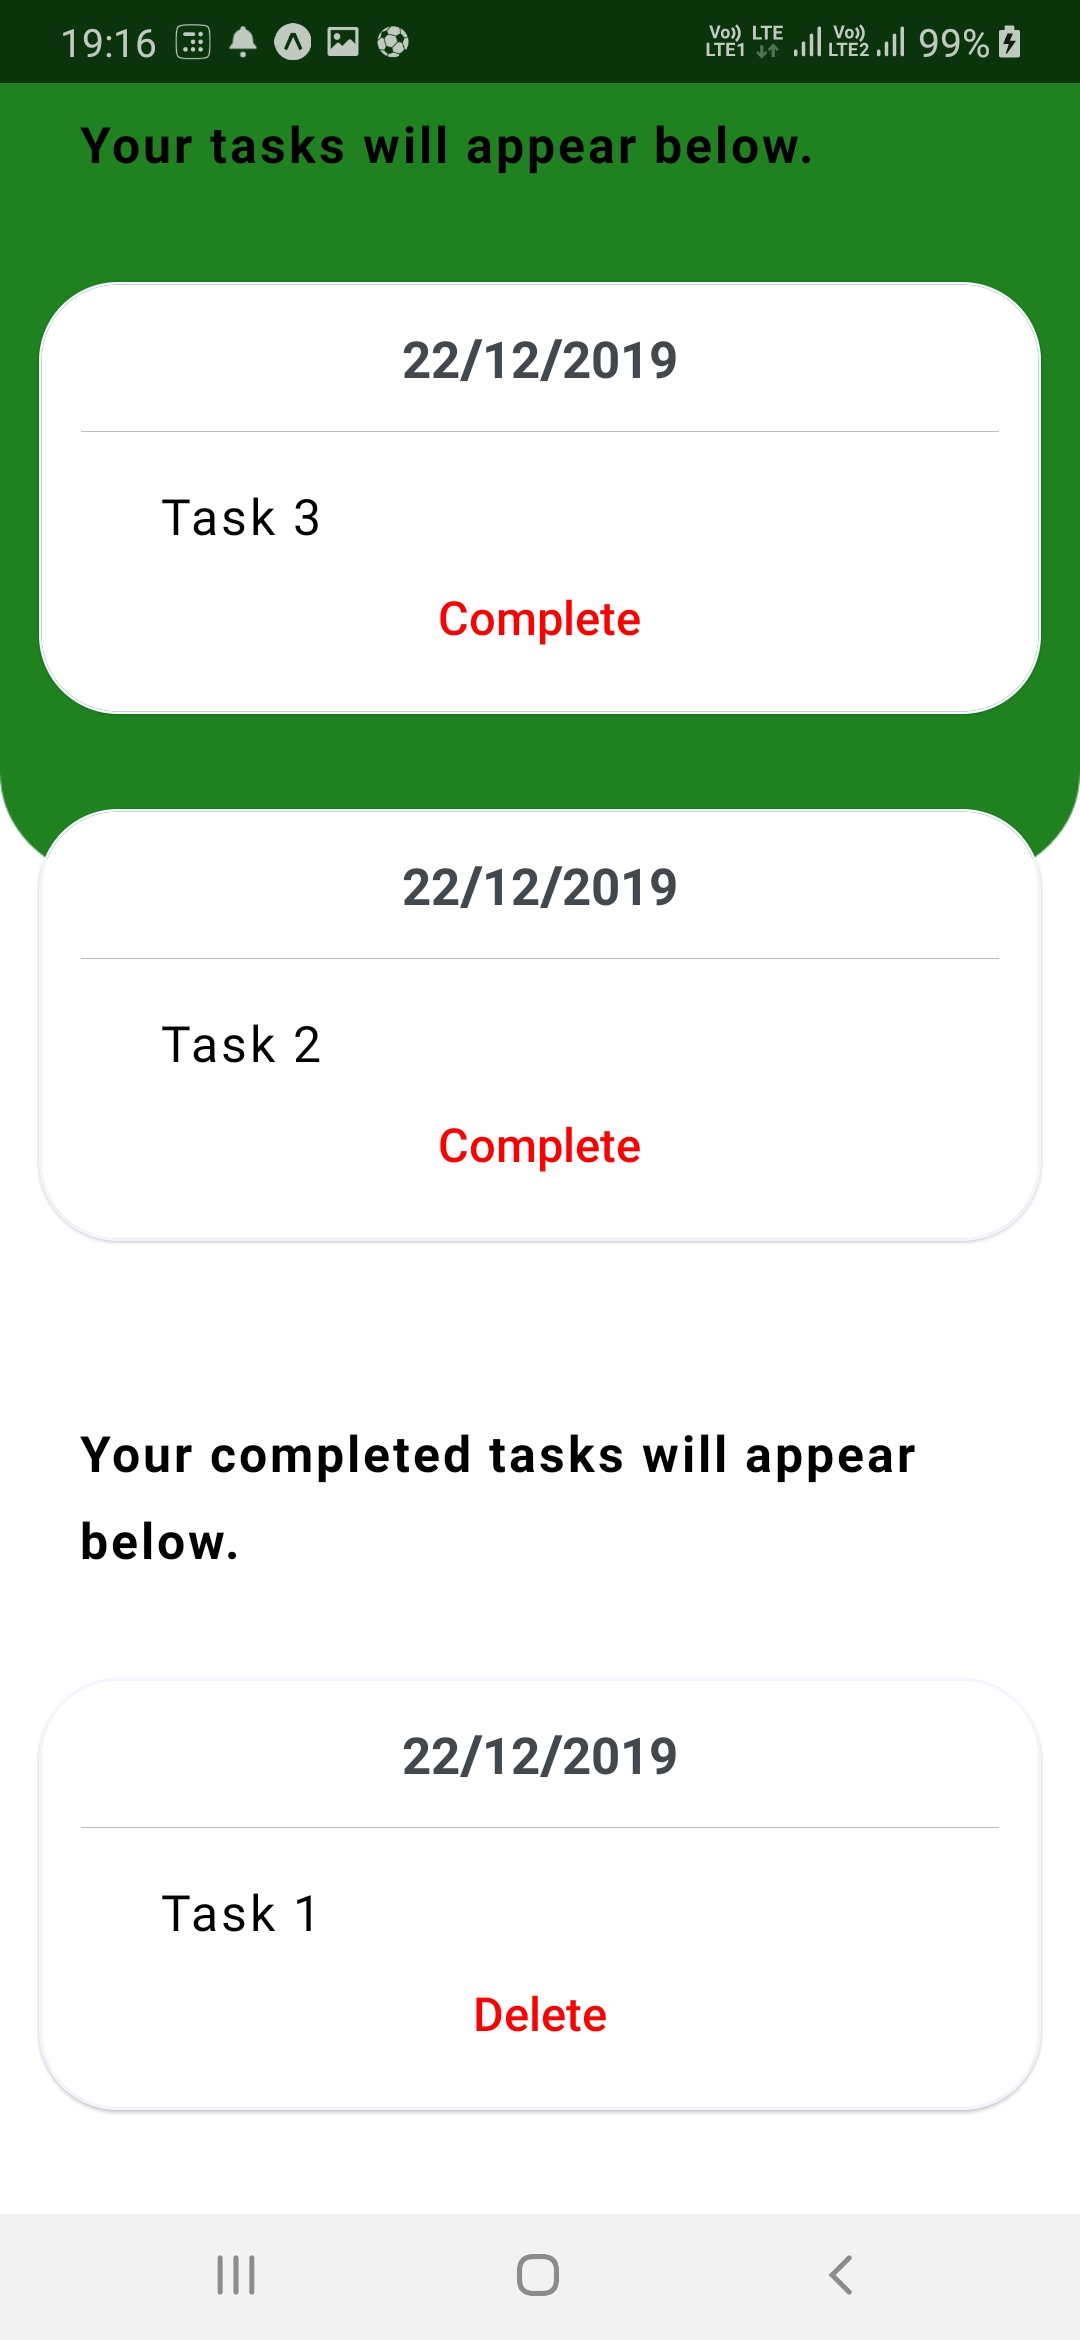 19:16 Vo)) LTE LTE1 Vo)) LTE2 99%
Your tasks will appear below.
22/12/2019
Task 3
Complete
22/12/2019
Task 2
Complete
Your completed tasks will appear
below.
22/12/2019
Task 1
Delete